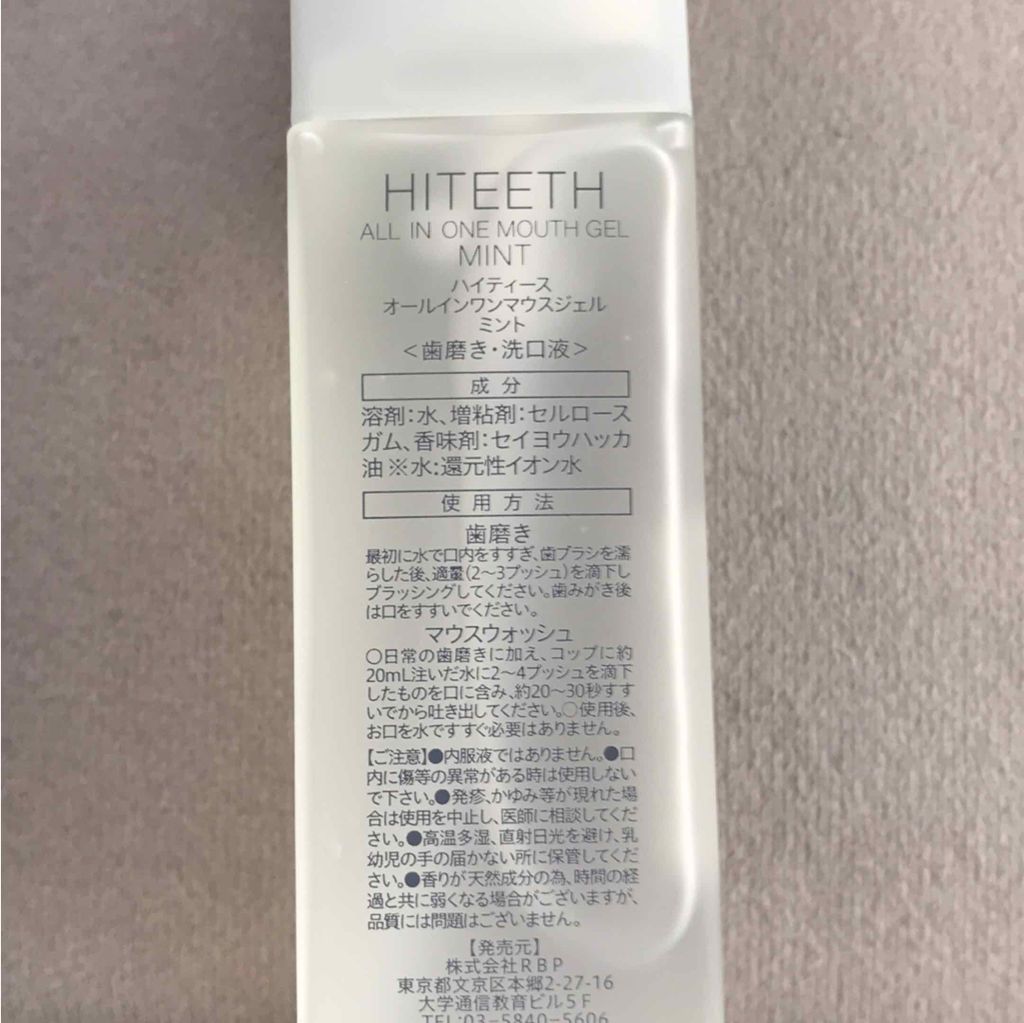 HITEETH
ALL IN ONE MOUTH GEL
MINT
ハイティース
オールインワンマウスジェル
ミント
＜歯磨き・洗口液＞
成分
溶剤：水、増粘剤：セルロース
ガム、香味剤：セイヨウハッカ
油 ※水：還元性イオン水
使用方法
歯磨き
最初に水で口内をすすぎ、歯ブラシを濡
らした後、適量（2〜3プッシュ）を滴下し
ブラッシングしてください。歯みがき後
は口をすすいでください。
マウスウォッシュ
○日常の歯磨きに加え、コップに約
20mL注いだ水に2〜4プッシュを滴下
したものを口に含み、約20〜30秒すす
いでから吐き出してください。○使用後、
お口を水ですすぐ必要はありません。
【ご注意】●内服液ではありません。●口
内に傷等の異常がある時は使用しない
で下さい。●発疹、かゆみ等が現れた場
合は使用を中止し、医師に相談してくだ
さい。●高温多湿、直射日光を避け、乳
幼児の手の届かない所に保管してくだ
さい。●香りが天然成分の為、時間の経
過と共に弱くなる場合がございますが、
品質には問題はございません。
【発売元】
株式会社RBP
東京都文京区本郷2-27-16
大学通信教育ビル5F
TEL:03-5840-5606